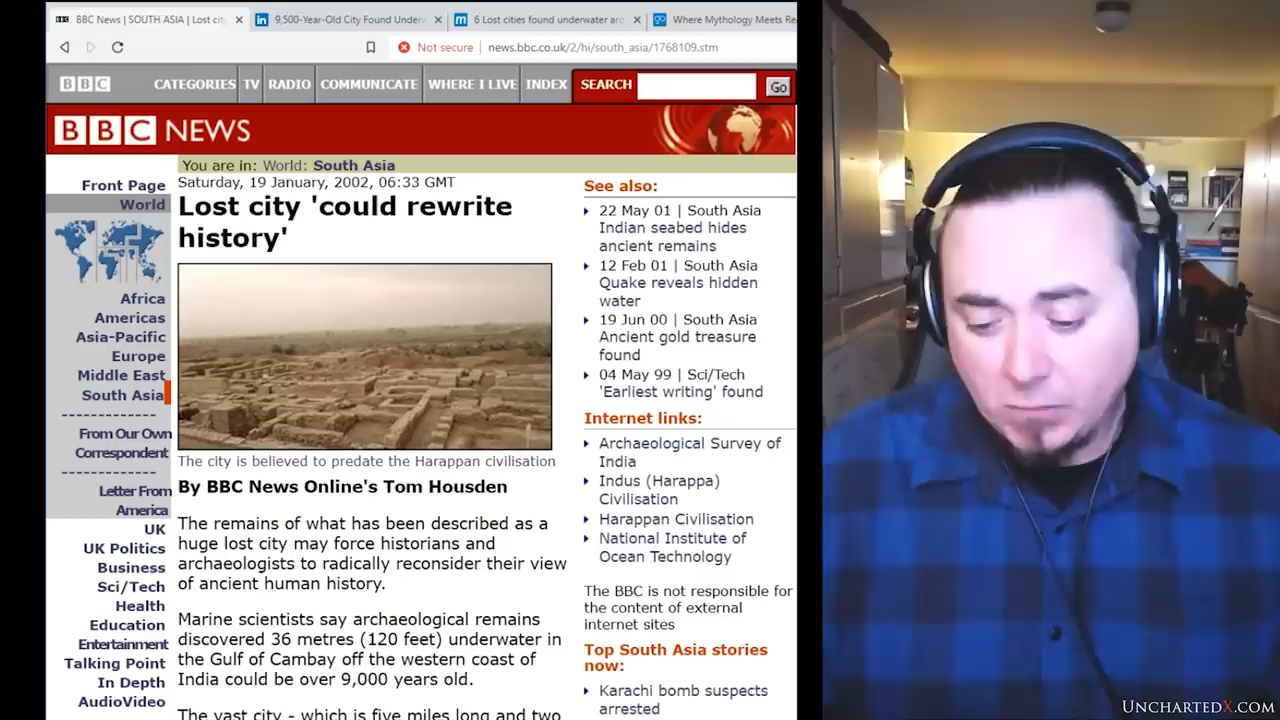 BBC News | SOUTH ASIA | Lost cit
9,500-Year-Old City Found Under
6 Lost cities found underwater aro
Where Mythology Meets Re
Not secure
news.bbc.co.uk/2/hi/south_asia/1768109.stm
BBC
CATEGORIES TV RADIO COMMUNICATE WHERE I LIVE INDEX SEARCH Go
BBC NEWS
You are in: World: South Asia
Front Page
World
Africa
Americas
Asia-Pacific
Europe
Middle East
South Asia
--------------
From Our Own
Correspondent
--------------
Letter From
America
UK
UK Politics
Business
Sci/Tech
Health
Education
Entertainment
Talking Point
In Depth
AudioVideo
Saturday, 19 January, 2002, 06:33 GMT
Lost city 'could rewrite
history'
The city is believed to predate the Harappan civilisation
By BBC News Online's Tom Housden
The remains of what has been described as a
huge lost city may force historians and
archaeologists to radically reconsider their view
of ancient human history.
Marine scientists say archaeological remains
discovered 36 metres (120 feet) underwater in
the Gulf of Cambay off the western coast of
India could be over 9,000 years old.
The vast city - which is five miles long and two
See also:
22 May 01 | South Asia
Indian seabed hides
ancient remains
12 Feb 01 | South Asia
Quake reveals hidden
water
19 Jun 00 | South Asia
Ancient gold treasure
found
04 May 99 | Sci/Tech
'Earliest writing' found
Internet links:
Archaeological Survey of
India
Indus (Harappa)
Civilisation
Harappan Civilisation
National Institute of
Ocean Technology
The BBC is not responsible for
the content of external
internet sites
Top South Asia stories
now:
Karachi bomb suspects
arrested
UNCHARTEDX.COM